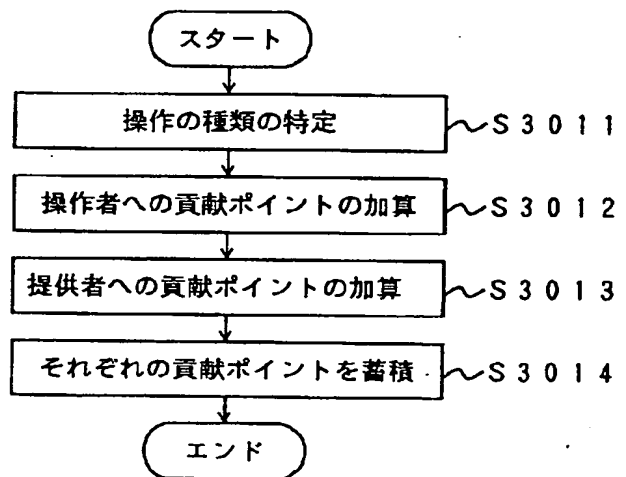 スタート
操作の種類の特定 S3011
操作者への貢献ポイントの加算 S3012
提供者への貢献ポイントの加算 S3013
それぞれの貢献ポイントを蓄積 S3014
エンド